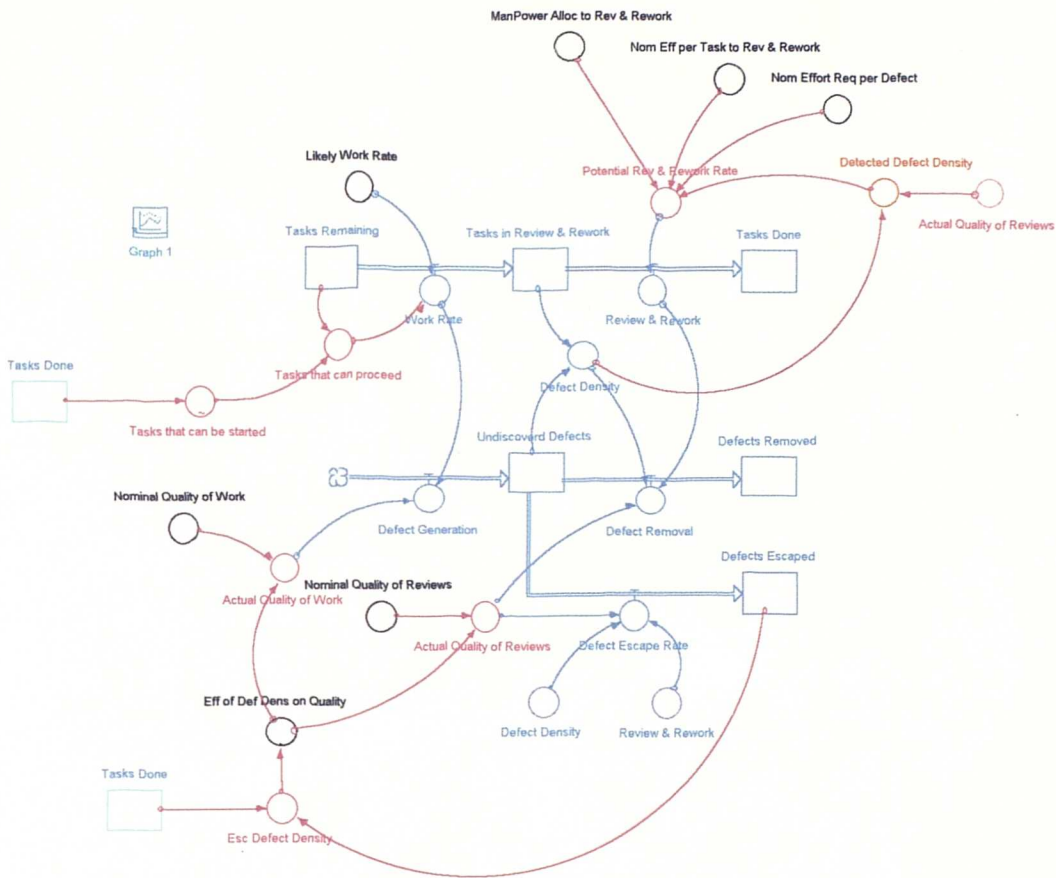 ManPower Alloc to Rev & Rework
Nom Eff per Task to Rev & Rework
Nom Effort Req per Defect
Likely Work Rate
Potential Rev & Rework Rate
Detected Defect Density
Actual Quality of Reviews
Graph 1
Tasks Remaining
Tasks in Review & Rework
Tasks Done
Work Rate
Review & Rework
Tasks Done
Tasks that can proceed
Defect Density
Tasks that can be started
Undiscoverd Defects
Defects Removed
Nominal Quality of Work
Defect Generation
Defect Removal
Defects Escaped
Nominal Quality of Reviews
Actual Quality of Work
Actual Quality of Reviews
Defect Escape Rate
Eff of Def Dens on Quality
Defect Density
Review & Rework
Tasks Done
Esc Defect Density